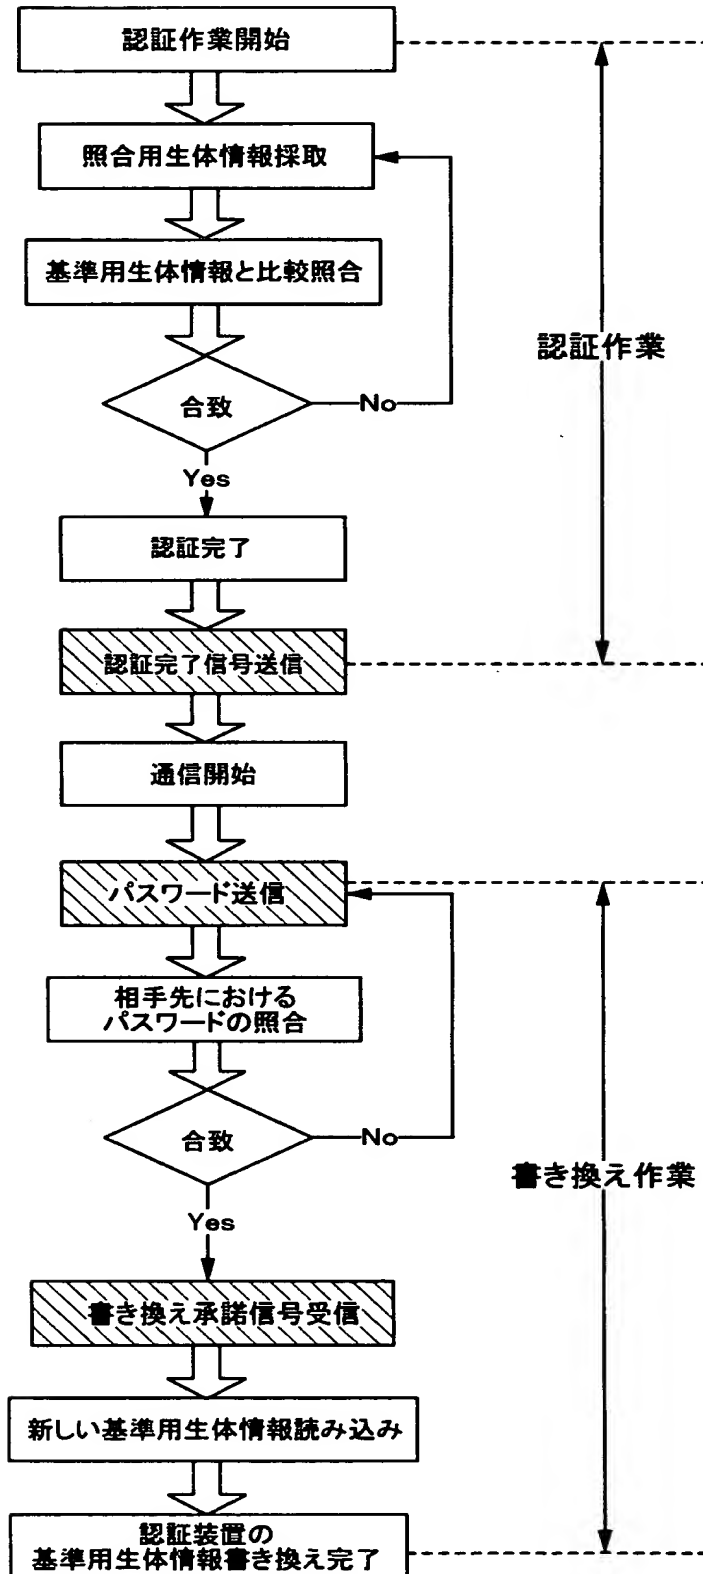 認証作業開始
照合用生体情報採取
基準用生体情報と比較照合
認証作業
合致
No
Yes
認証完了
認証完了信号送信
通信開始
パスワード送信
相手先における
パスワードの照合
合致
No
書き換え作業
Yes
書き換え承諾信号受信
新しい基準用生体情報読み込み
認証装置の
基準用生体情報書き換え完了